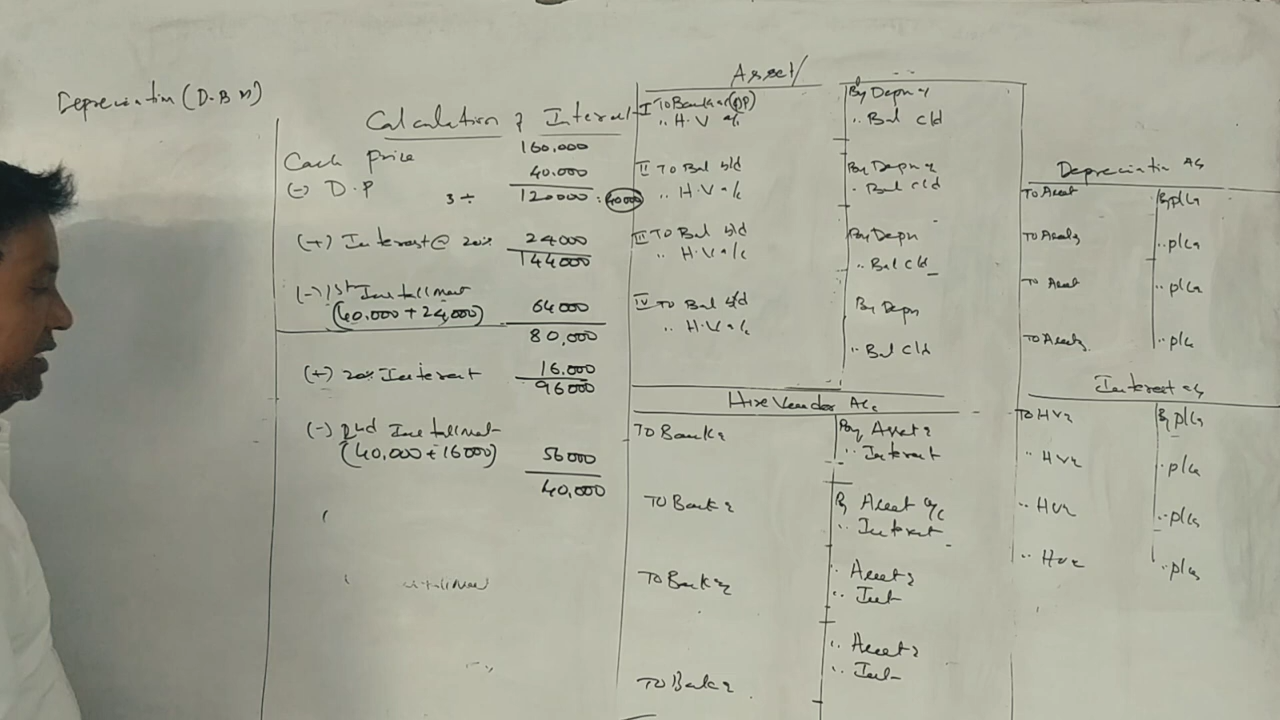 Depreciation (D.B.M)
Calculation of Interest
Cash price 160,000
(-) D.P 40.000
3 ÷ 120000 : 40000
(+) Interest @ 20% 24000
144000
(-) 1st Installment
(40,000 + 24,000) 64000
80,000
(+) 20% Interest 16.000
96000
(-) 2nd Installment
(40,000 + 16000) 56000
40,000
Asset/
I To Bank a/c (DP) By Depn
.. H.V a/c .. Bal c/d
II To Bal b/d By Depn
.. H.V a/c . Bal c/d
III To Bal b/d By Depn
.. H.V a/c .. Bal c/d
IV To Bal b/d By Depn
.. H.V a/c
.. Bal c/d
Hire Vendor A/c
To Bank By Asset
.. Interest
To Bank By Asset a/c
.. Interest
To Bank .. Asset
.. Int
.. Asset
.. Int
To Bank
Depreciation A/c
To Asset By p/L
To Asset .. p/L
To Asset .. p/L
To Asset .. p/L
Interest a/c
To HV By p/L
.. HV .. p/L
.. HV .. p/L
.. HV .. p/L